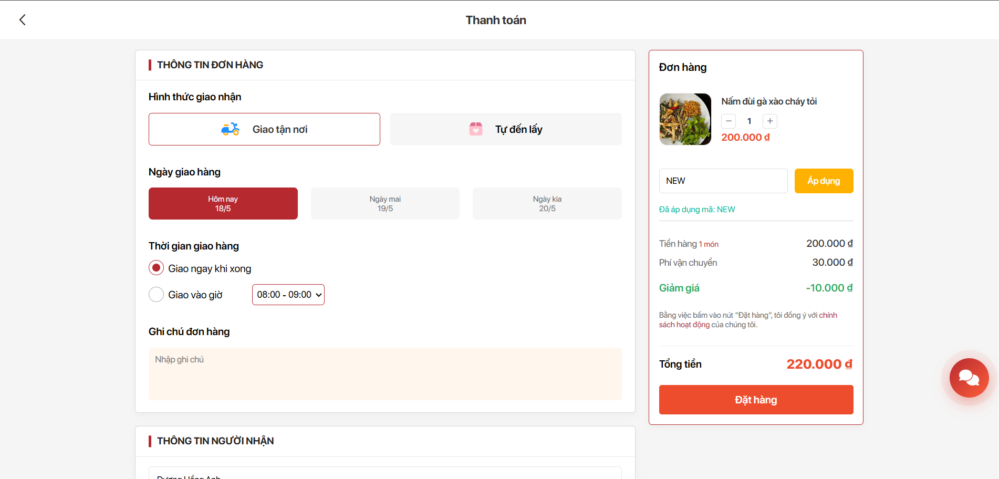 Thanh toán
THÔNG TIN ĐƠN HÀNG
Hình thức giao nhận
Giao tận nơi
Tự đến lấy
Ngày giao hàng
Hôm nay
18/5
Ngày mai
19/5
Ngày kia
20/5
Thời gian giao hàng
Giao ngay khi xong
Giao vào giờ
08:00 - 09:00
Ghi chú đơn hàng
Nhập ghi chú
THÔNG TIN NGƯỜI NHẬN
Dương Hồng Anh
Đơn hàng
Nấm đùi gà xào cháy tỏi
− 1 +
200.000 ₫
NEW
Áp dụng
Đã áp dụng mã: NEW
Tiền hàng 1 món 200.000 ₫
Phí vận chuyển 30.000 ₫
Giảm giá -10.000 ₫
Bằng việc bấm vào nút “Đặt hàng”, tôi đồng ý với chính
sách hoạt động của chúng tôi.
Tổng tiền 220.000 ₫
Đặt hàng